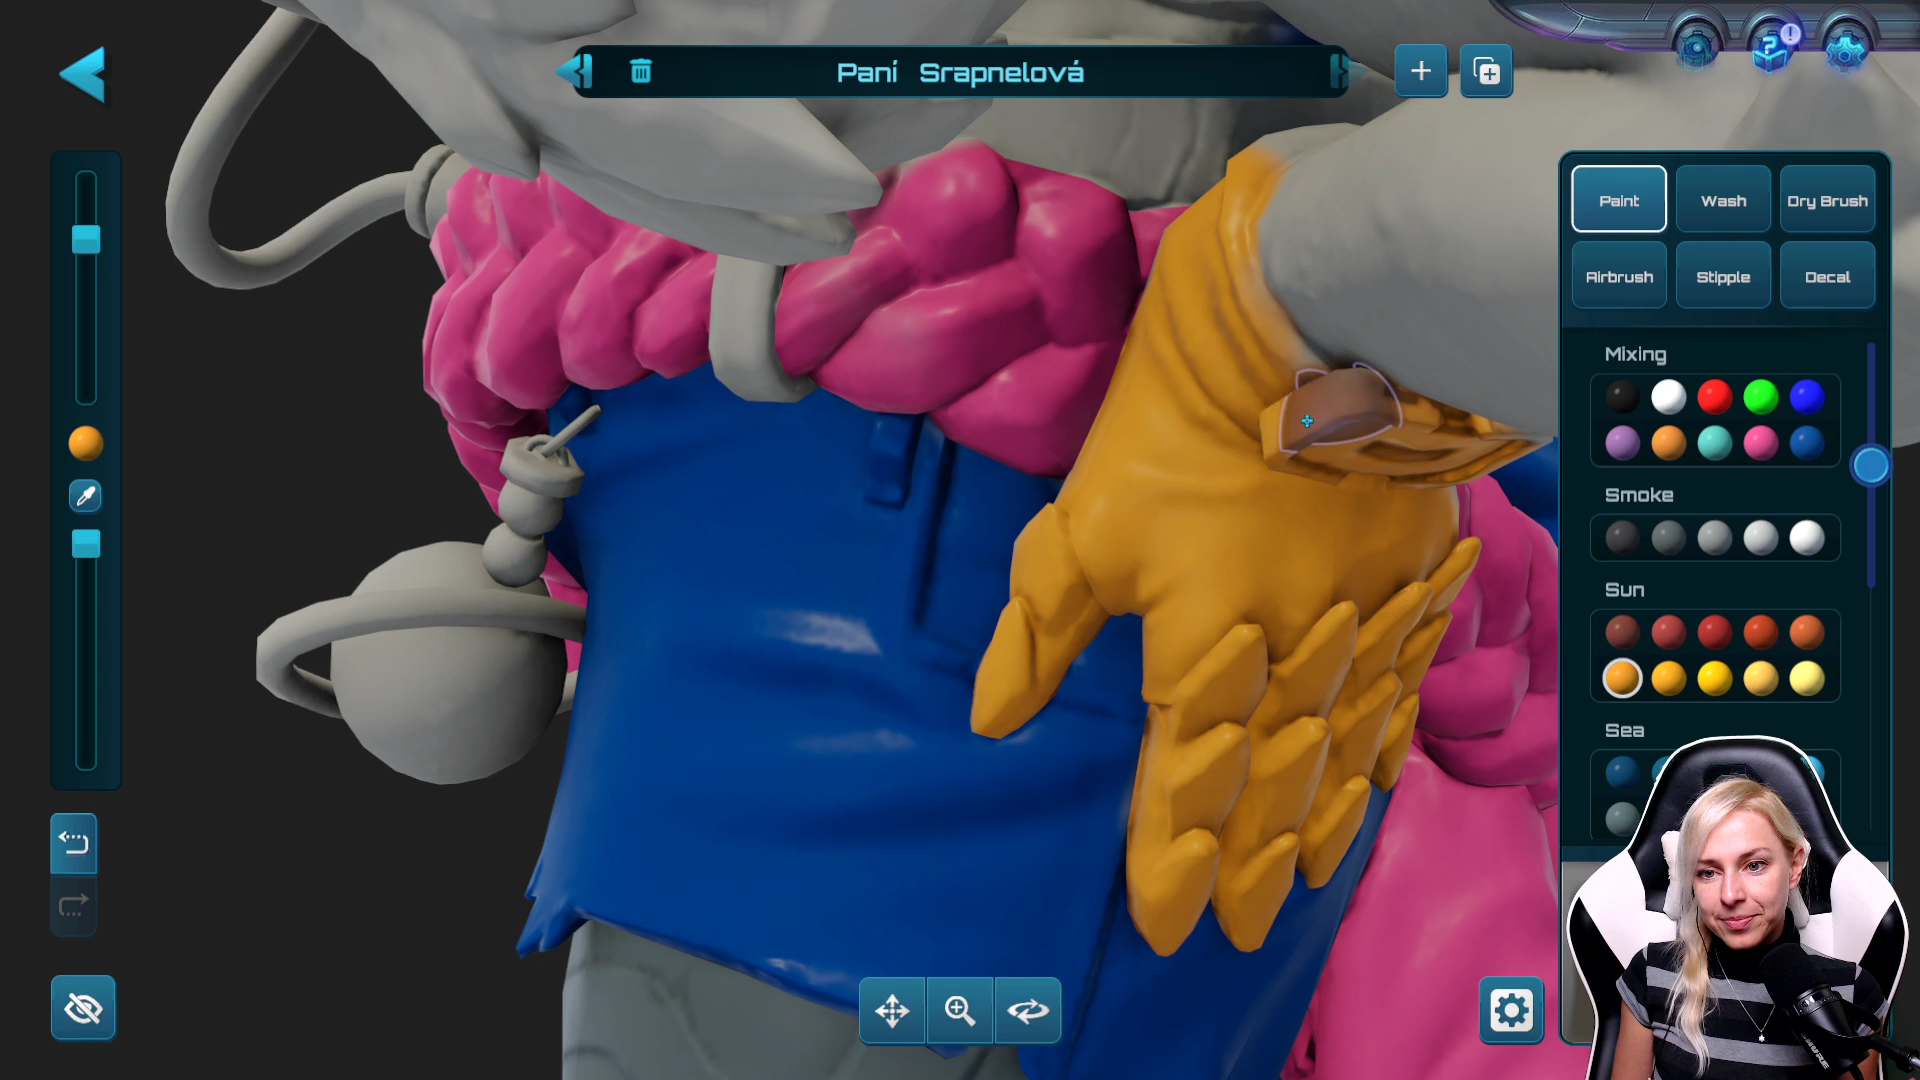 Paní Srapnelová
Paint
Wash
Dry Brush
Airbrush
Stipple
Decal
Mixing
Smoke
Sun
Sea